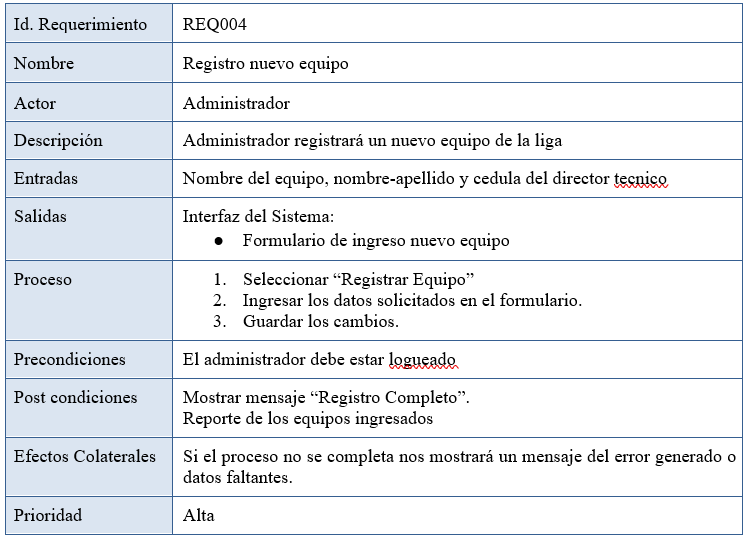 Id. Requerimiento REQ004
Nombre Registro nuevo equipo
Actor Administrador
Descripción Administrador registrará un nuevo equipo de la liga
Entradas Nombre del equipo, nombre-apellido y cedula del director tecnico
Salidas Interfaz del Sistema:
● Formulario de ingreso nuevo equipo
Proceso 1. Seleccionar “Registrar Equipo”
2. Ingresar los datos solicitados en el formulario.
3. Guardar los cambios.
Precondiciones El administrador debe estar logueado
Post condiciones Mostrar mensaje “Registro Completo”.
Reporte de los equipos ingresados
Efectos Colaterales Si el proceso no se completa nos mostrará un mensaje del error generado o
datos faltantes.
Prioridad Alta